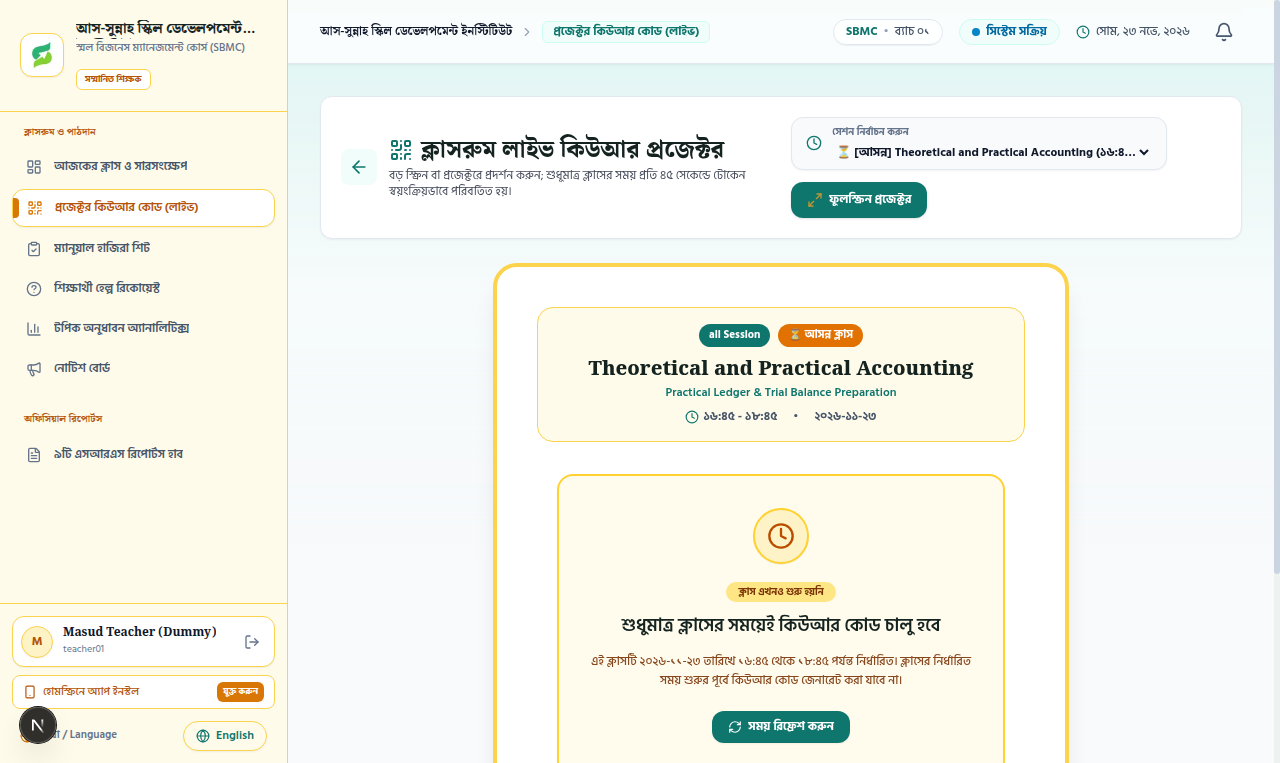 আস-সুন্নাহ স্কিল ডেভেলপমেন্ট...
স্মল বিজনেস ম্যানেজমেন্ট কোর্স (SBMC)
সম্মানিত শিক্ষক
ক্লাসরুম ও পাঠদান
আজকের ক্লাস ও সারসংক্ষেপ
প্রজেক্টর কিউআর কোড (লাইভ)
ম্যানুয়াল হাজিরা শিট
শিক্ষার্থী হেল্প রিকোয়েস্ট
টপিক অনুধাবন অ্যানালিটিক্স
নোটিশ বোর্ড
অফিসিয়াল রিপোর্টস
৯টি এসআরএস রিপোর্টস হাব
M
Masud Teacher (Dummy)
teacher01
হোমস্ক্রিনে অ্যাপ ইনস্টল
যুক্ত করুন
N
/ Language
English
আস-সুন্নাহ স্কিল ডেভেলপমেন্ট ইনস্টিটিউট
প্রজেক্টর কিউআর কোড (লাইভ)
SBMC • ব্যাচ ০১
সিস্টেম সক্রিয়
সোম, ২৩ নভে, ২০২৬
ক্লাসরুম লাইভ কিউআর প্রজেক্টর
বড় স্ক্রিন বা প্রজেক্টরে প্রদর্শন করুন; শুধুমাত্র ক্লাসের সময় প্রতি ৪৫ সেকেন্ডে টোকেন
স্বয়ংক্রিয়ভাবে পরিবর্তিত হয়।
সেশন নির্বাচন করুন
⏳ [আসন্ন] Theoretical and Practical Accounting (১৬:৪...
ফুলস্ক্রিন প্রজেক্টর
all Session
⏳ আসন্ন ক্লাস
Theoretical and Practical Accounting
Practical Ledger & Trial Balance Preparation
১৬:৪৫ - ১৮:৪৫ • ২০২৬-১১-২৩
ক্লাস এখনও শুরু হয়নি
শুধুমাত্র ক্লাসের সময়েই কিউআর কোড চালু হবে
এই ক্লাসটি ২০২৬-১১-২৩ তারিখে ১৬:৪৫ থেকে ১৮:৪৫ পর্যন্ত নির্ধারিত। ক্লাসের নির্ধারিত
সময় শুরুর পূর্বে কিউআর কোড জেনারেট করা যাবে না।
সময় রিফ্রেশ করুন